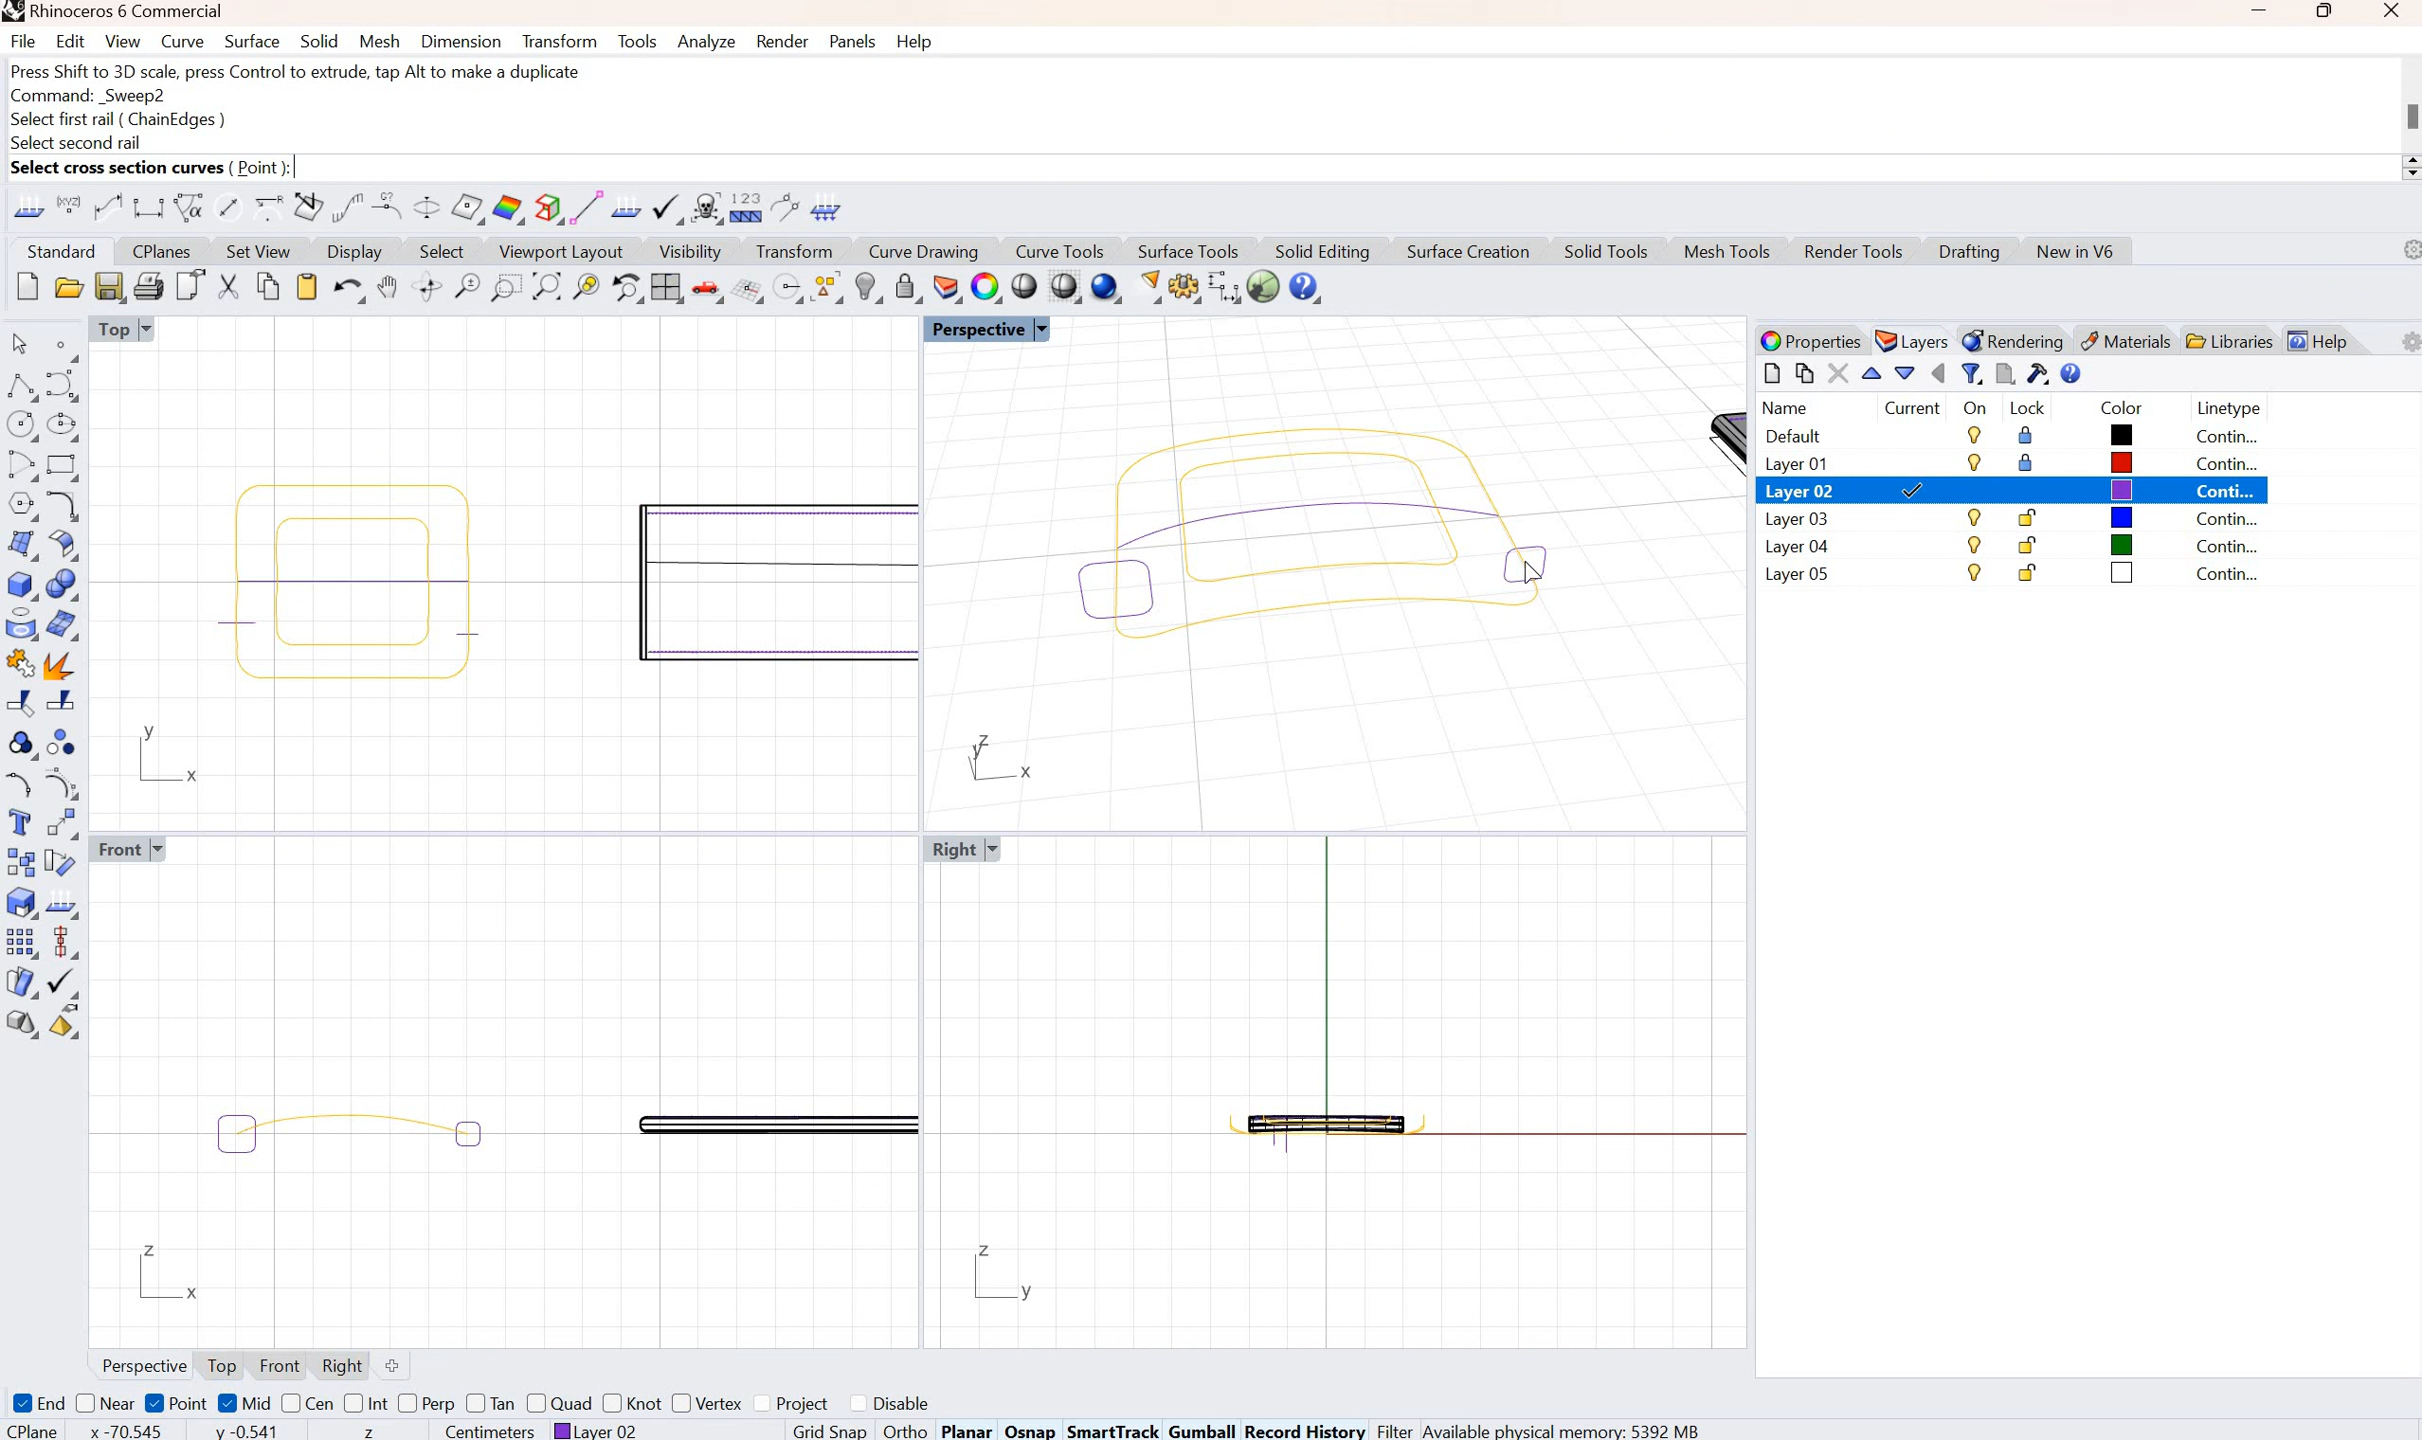 Rhinoceros 6 Commercial
File Edit View Curve Surface Solid Mesh Dimension Transform Tools Analyze Render Panels Help
Press Shift to 3D scale, press Control to extrude, tap Alt to make a duplicate
Command: _Sweep2
Select first rail ( ChainEdges )
Select second rail
Select cross section curves ( Point ):
Standard CPlanes Set View Display Select Viewport Layout Visibility Transform Curve Drawing Curve Tools Surface Tools Solid Editing Surface Creation Solid Tools Mesh Tools Render Tools Drafting New in V6
Top
Perspective
Properties Layers Rendering Materials Libraries Help
Name Current On Lock Color Linetype
Default Contin...
Layer 01 Contin...
Layer 02 Conti...
Layer 03 Contin...
Layer 04 Contin...
Layer 05 Contin...
y
x
z
y
x
Front
Right
z
x
z
y
Perspective Top Front Right
End Near Point Mid Cen Int Perp Tan Quad Knot Vertex Project Disable
CPlane x -70.545 y -0.541 z Centimeters Layer 02 Grid Snap Ortho Planar Osnap SmartTrack Gumball Record History Filter Available physical memory: 5392 MB